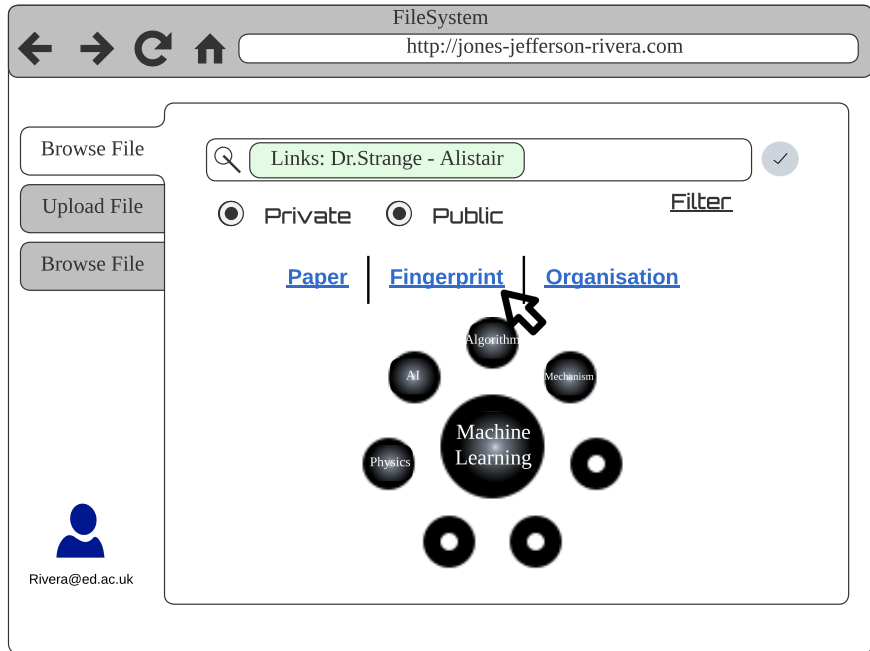 FileSystem
http://jones-jefferson-rivera.com
Browse File
Upload File
Browse File
Links: Dr.Strange - Alistair
Private
Public
Filter
Paper
Fingerprint
Organisation
Algorithm
AI
Mechanism
Machine
Learning
Physics
Rivera@ed.ac.uk